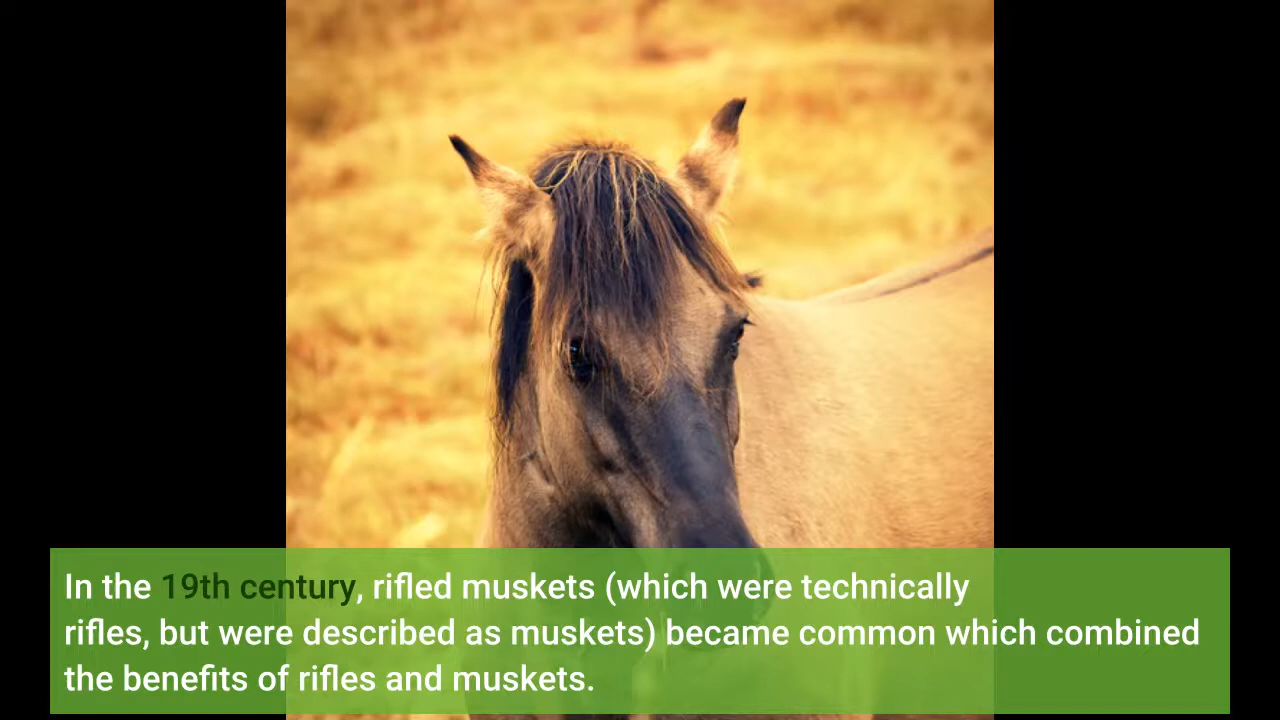 In the 19th century, rifled muskets (which were technically
rifles, but were described as muskets) became common which combined
the benefits of rifles and muskets.